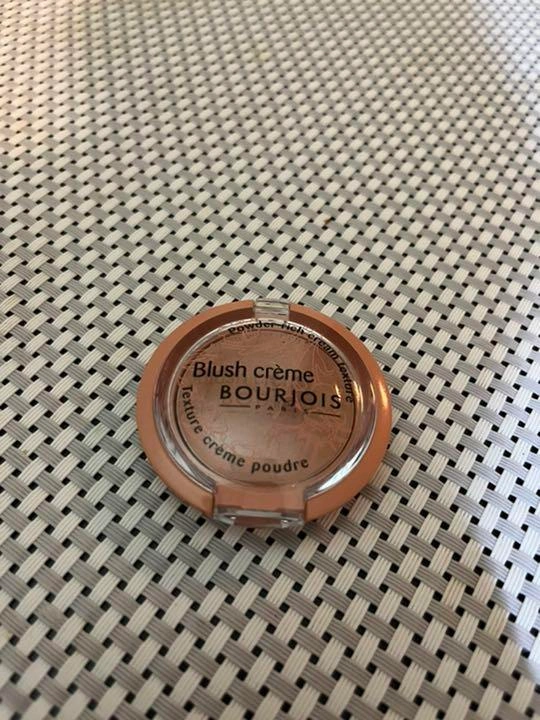 Powder-rich cream texture
Blush crème
BOURJOIS
PARIS
Texture crème poudre